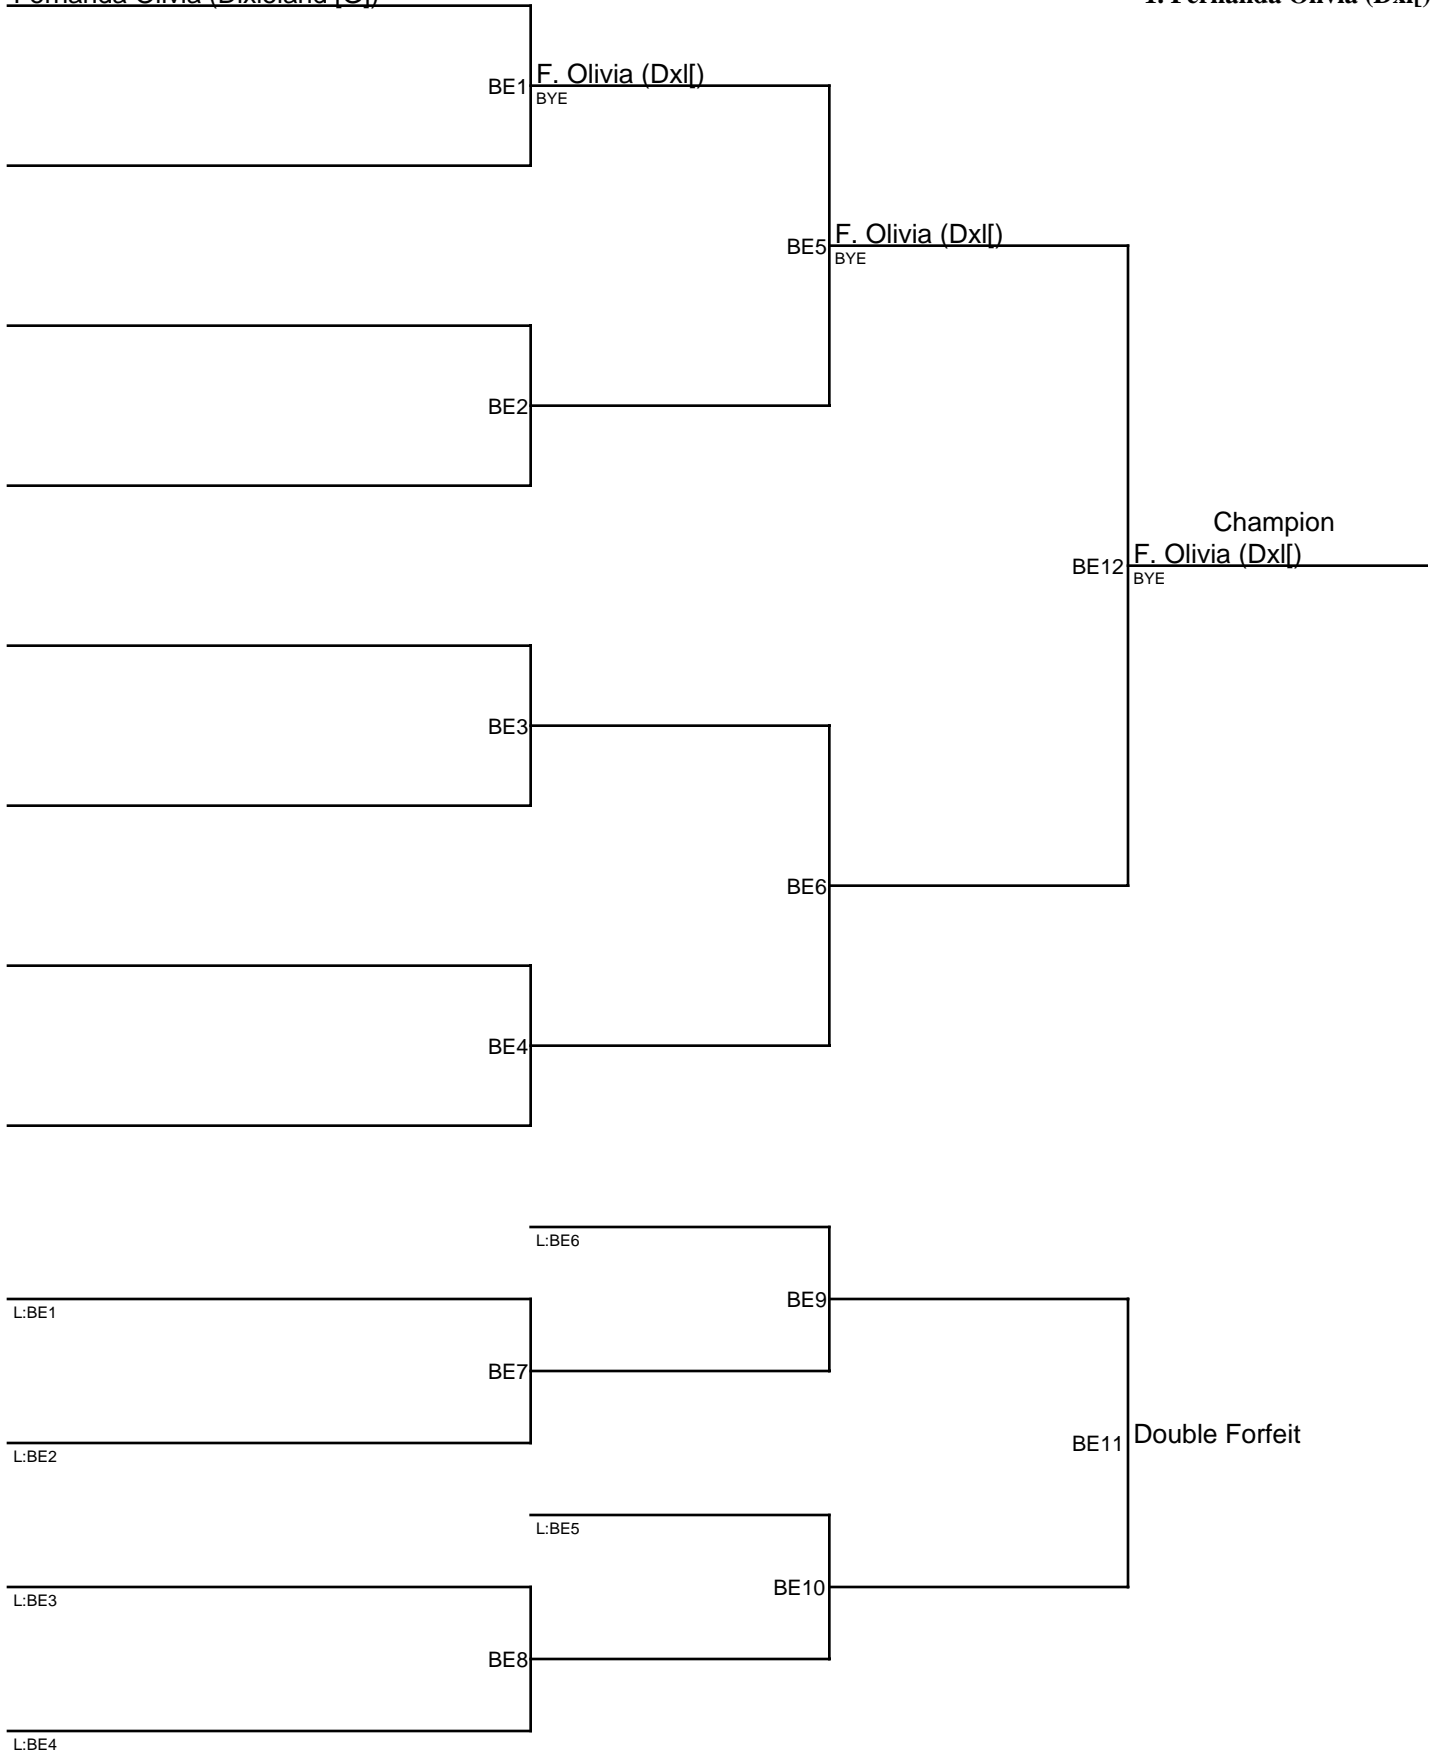 Fernanda Olivia (Dixieland [G])
1. Fernanda Olivia (Dxl[)
BE1
F. Olivia (Dxl[)
BYE
BE5
F. Olivia (Dxl[)
BYE
BE2
Champion
BE12
F. Olivia (Dxl[)
BYE
BE3
BE6
BE4
L:BE6
L:BE1
BE9
BE7
L:BE2
BE11
Double Forfeit
L:BE5
L:BE3
BE10
BE8
L:BE4